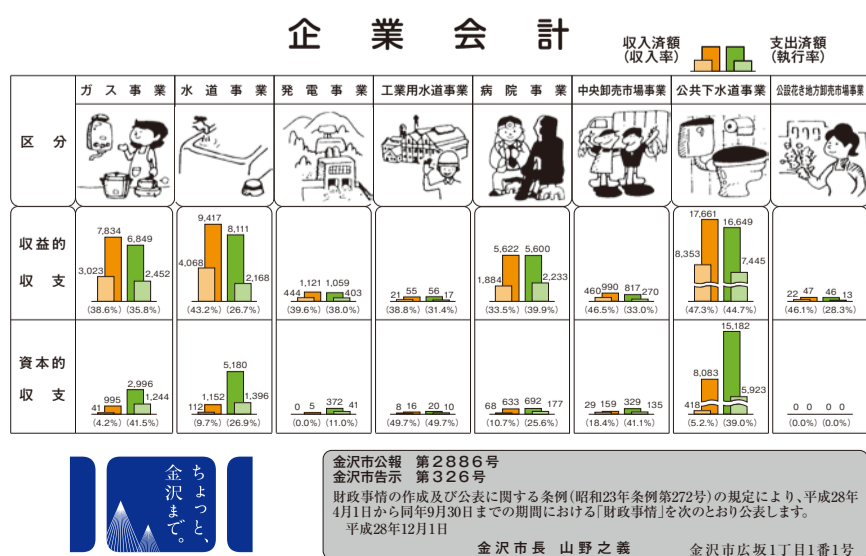 企業会計
収入済額
(収入率)
支出済額
(執行率)
区分 ガス事業 水道事業 発電事業 工業用水道事業 病院事業 中央卸売市場事業 公共下水道事業 公設花き地方卸売市場事業
収益的
収支
3,023 7,834 6,849 2,452
(38.6%) (35.8%)
4,068 9,417 8,111 2,168
(43.2%) (26.7%)
444 1,121 1,059 403
(39.6%) (38.0%)
21 55 56 17
(38.8%) (31.4%)
1,884 5,622 5,600 2,233
(33.5%) (39.9%)
460 990 817 270
(46.5%) (33.0%)
8,353 17,661 16,649 7,445
(47.3%) (44.7%)
22 47 46 13
(46.1%) (28.3%)
資本的
収支
41 995 2,996 1,244
(4.2%) (41.5%)
112 1,152 5,180 1,396
(9.7%) (26.9%)
0 5 372 41
(0.0%) (11.0%)
8 16 20 10
(49.7%) (49.7%)
68 633 692 177
(10.7%) (25.6%)
29 159 329 135
(18.4%) (41.1%)
418 8,083 15,182 5,923
(5.2%) (39.0%)
0 0 0 0
(0.0%) (0.0%)
ちょっと、
金沢まで。
金沢市公報 第2886号
金沢市告示 第326号
財政事情の作成及び公表に関する条例(昭和23年条例第272号)の規定により、平成28年
4月1日から同年9月30日までの期間における「財政事情」を次のとおり公表します。
平成28年12月1日
金沢市長 山野之義 金沢市広坂1丁目1番1号